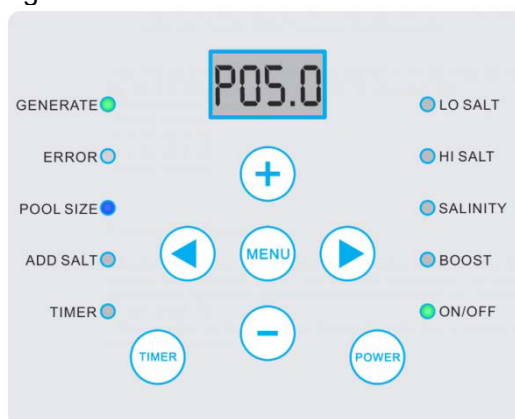 P05.0
GENERATE
LO SALT
ERROR
HI SALT
POOL SIZE
SALINITY
ADD SALT
MENU
BOOST
TIMER
ON/OFF
TIMER
POWER